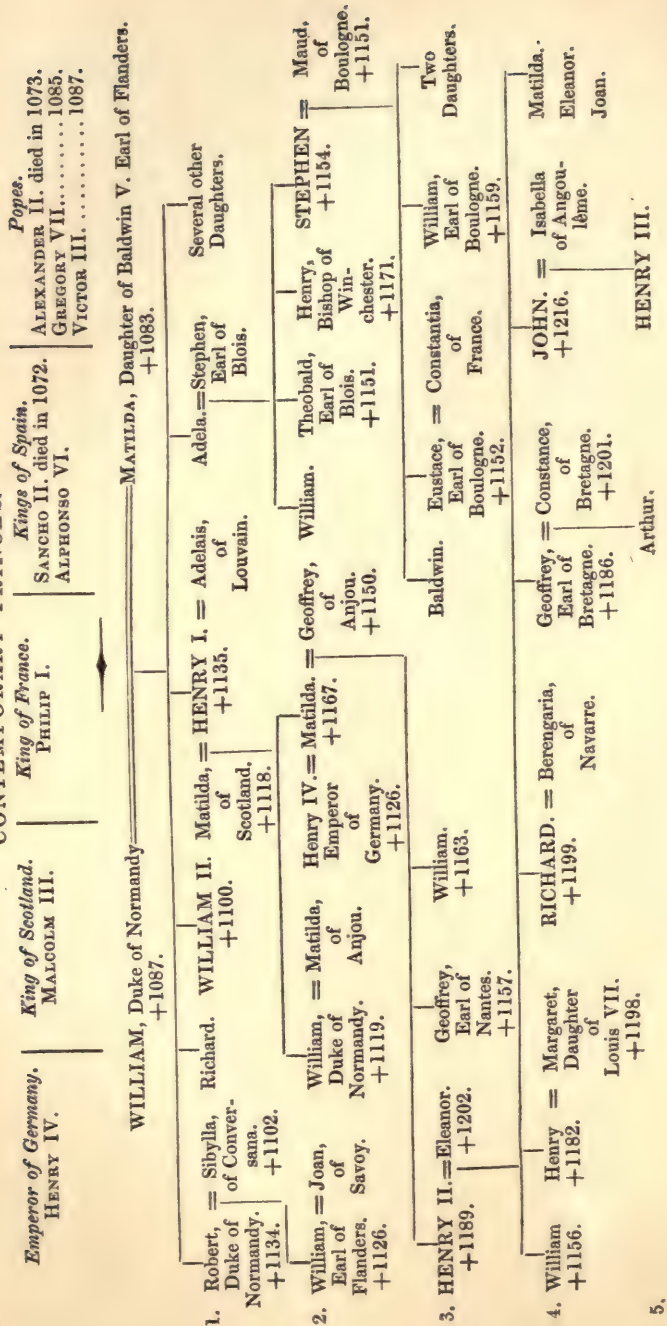 CONTEMPORARY PRINCES.
Emperor of Germany.
HENRY IV.
King of Scotland.
MALCOLM III.
King of France.
PHILIP I.
Kings of Spain.
SANCHO II. died in 1072.
ALPHONSO VI.
Popes.
ALEXANDER II. died in 1073.
GREGORY VII........ 1085.
VICTOR III........... 1087.
WILLIAM, Duke of Normandy
+1087.
MATILDA, Daughter of Baldwin V. Earl of Flanders.
+1083.
1.
Robert,
Duke of
Normandy.
+1134.
= Sibylla,
of Conver-
sana.
+1102.
Richard.
WILLIAM II.
+1100.
Matilda,
of
Scotland.
+1118.
= HENRY I.
+1135.
= Adelais,
of
Louvain.
Adela.
= Stephen,
Earl of
Blois.
Several other
Daughters.
2.
William,
Earl of
Flanders.
+1126.
= Joan,
of
Savoy.
William,
Duke of
Normandy.
+1119.
= Matilda,
of
Anjou.
Henry IV.
Emperor
of
Germany.
+1126.
= Matilda.
+1167.
= Geoffrey,
of
Anjou.
+1150.
William.
Theobald,
Earl of
Blois.
+1151.
Henry,
Bishop of
Win-
chester.
+1171.
STEPHEN
+1154.
= Maud,
of
Boulogne.
+1151.
3.
HENRY II.
+1189.
= Eleanor.
+1202.
Geoffrey,
Earl of
Nantes.
+1157.
William.
+1163.
Baldwin.
Eustace,
Earl of
Boulogne.
+1152.
= Constantia,
of
France.
William,
Earl of
Boulogne.
+1159.
Two
Daughters.
4.
William
+1156.
Henry
+1182.
= Margaret,
Daughter
of
Louis VII.
+1198.
RICHARD.
+1199.
= Berengaria,
of
Navarre.
Geoffrey,
Earl of
Bretagne.
+1186.
= Constance,
of
Bretagne.
+1201.
JOHN.
+1216.
= Isabella
of Angou-
lême.
Matilda.
Eleanor.
Joan.
5.
Arthur.
HENRY III.